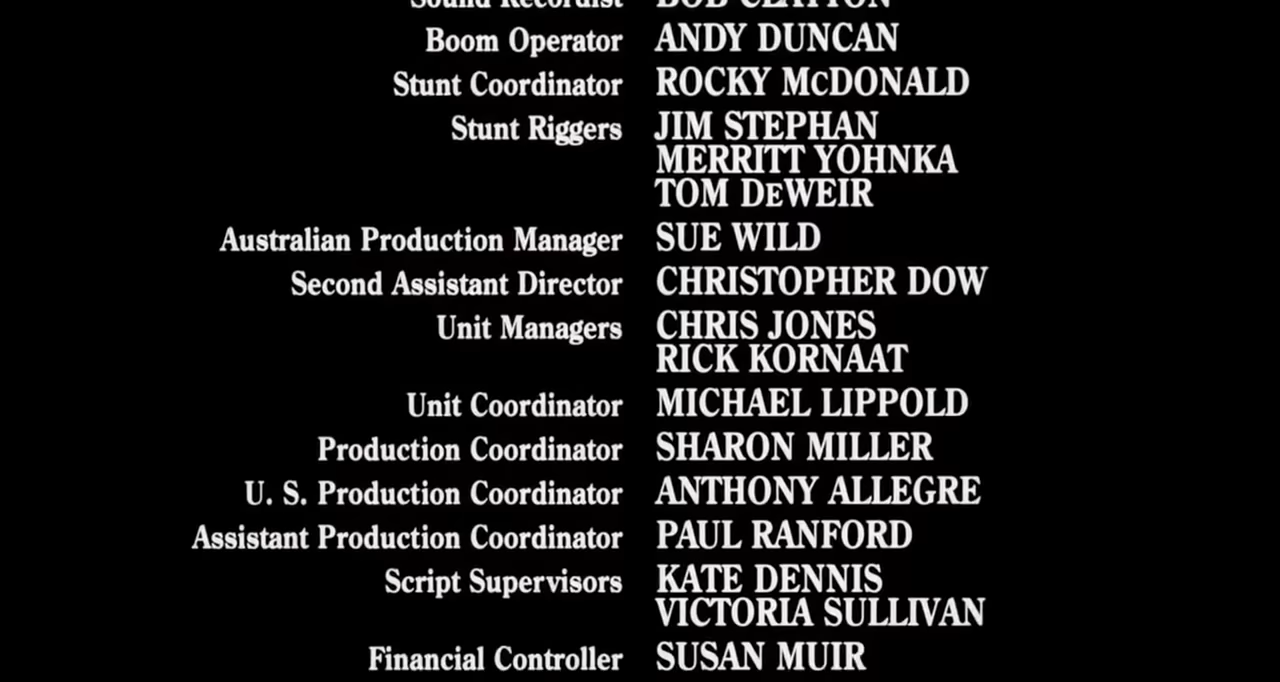 Sound Recordist BOB CLAYTON
Boom Operator ANDY DUNCAN
Stunt Coordinator ROCKY McDONALD
Stunt Riggers JIM STEPHAN
MERRITT YOHNKA
TOM DeWEIR
Australian Production Manager SUE WILD
Second Assistant Director CHRISTOPHER DOW
Unit Managers CHRIS JONES
RICK KORNAAT
Unit Coordinator MICHAEL LIPPOLD
Production Coordinator SHARON MILLER
U. S. Production Coordinator ANTHONY ALLEGRE
Assistant Production Coordinator PAUL RANFORD
Script Supervisors KATE DENNIS
VICTORIA SULLIVAN
Financial Controller SUSAN MUIR